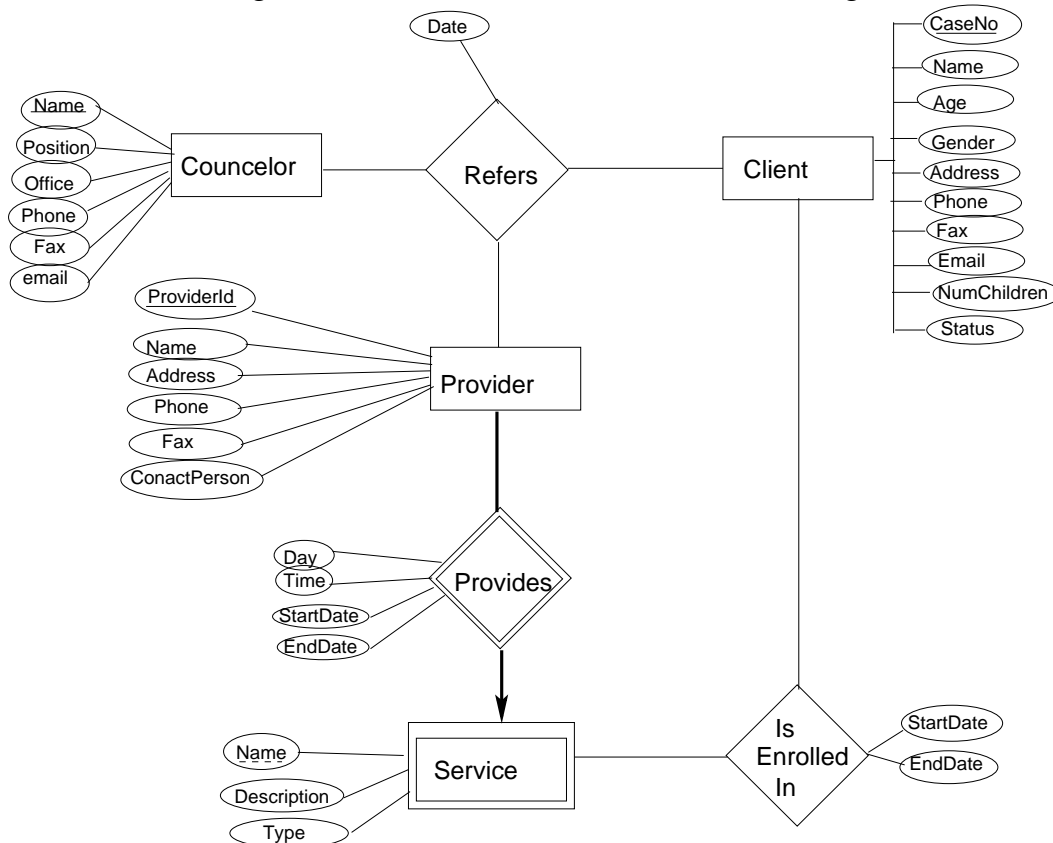 Date
CaseNo
Name
Age
Gender
Address
Phone
Fax
Email
NumChildren
Status
Name
Position
Office
Phone
Fax
email
Councelor
Refers
Client
ProviderId
Name
Address
Phone
Fax
ConactPerson
Provider
Day
Time
StartDate
EndDate
Provides
Name
Description
Type
Service
Is
Enrolled
In
StartDate
EndDate